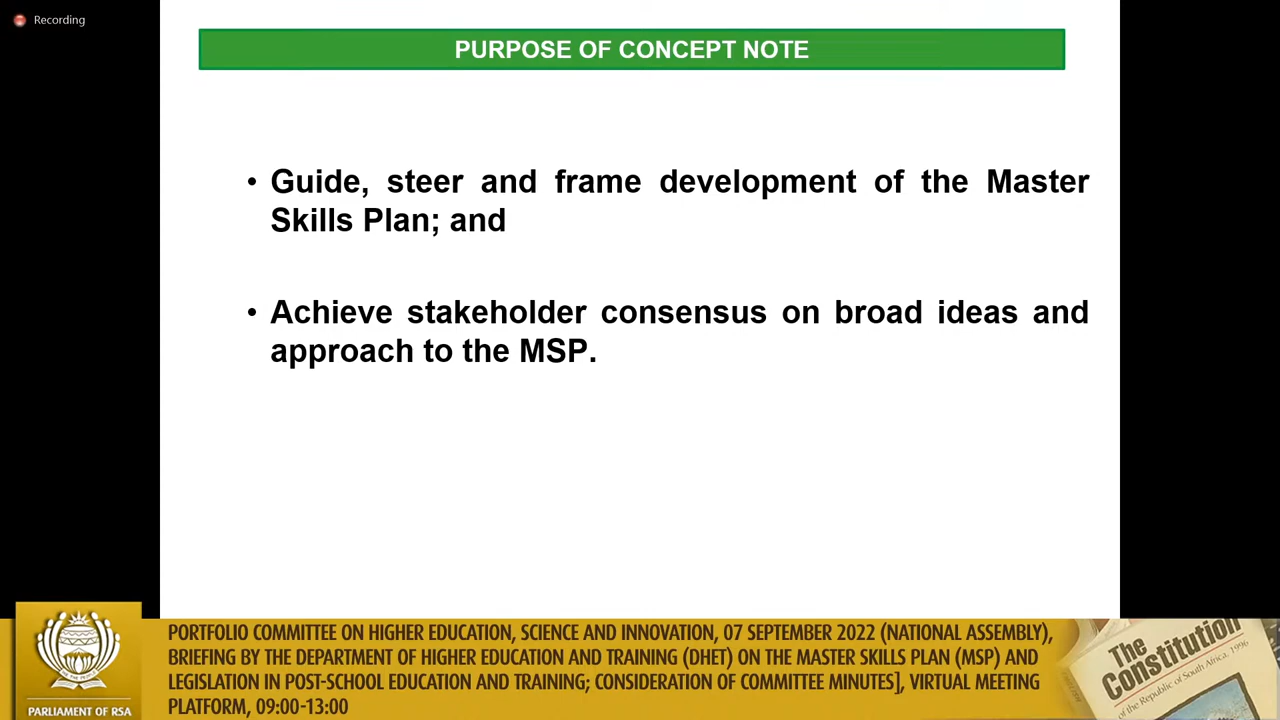 Recording
PURPOSE OF CONCEPT NOTE
• Guide, steer and frame development of the Master
Skills Plan; and
• Achieve stakeholder consensus on broad ideas and
approach to the MSP.
PORTFOLIO COMMITTEE ON HIGHER EDUCATION, SCIENCE AND INNOVATION, 07 SEPTEMBER 2022 (NATIONAL ASSEMBLY),
BRIEFING BY THE DEPARTMENT OF HIGHER EDUCATION AND TRAINING (DHET) ON THE MASTER SKILLS PLAN (MSP) AND
LEGISLATION IN POST-SCHOOL EDUCATION AND TRAINING; CONSIDERATION OF COMMITTEE MINUTES], VIRTUAL MEETING
PLATFORM, 09:00-13:00
PARLIAMENT OF RSA
The
Constitution
of the Republic of South Africa, 1996